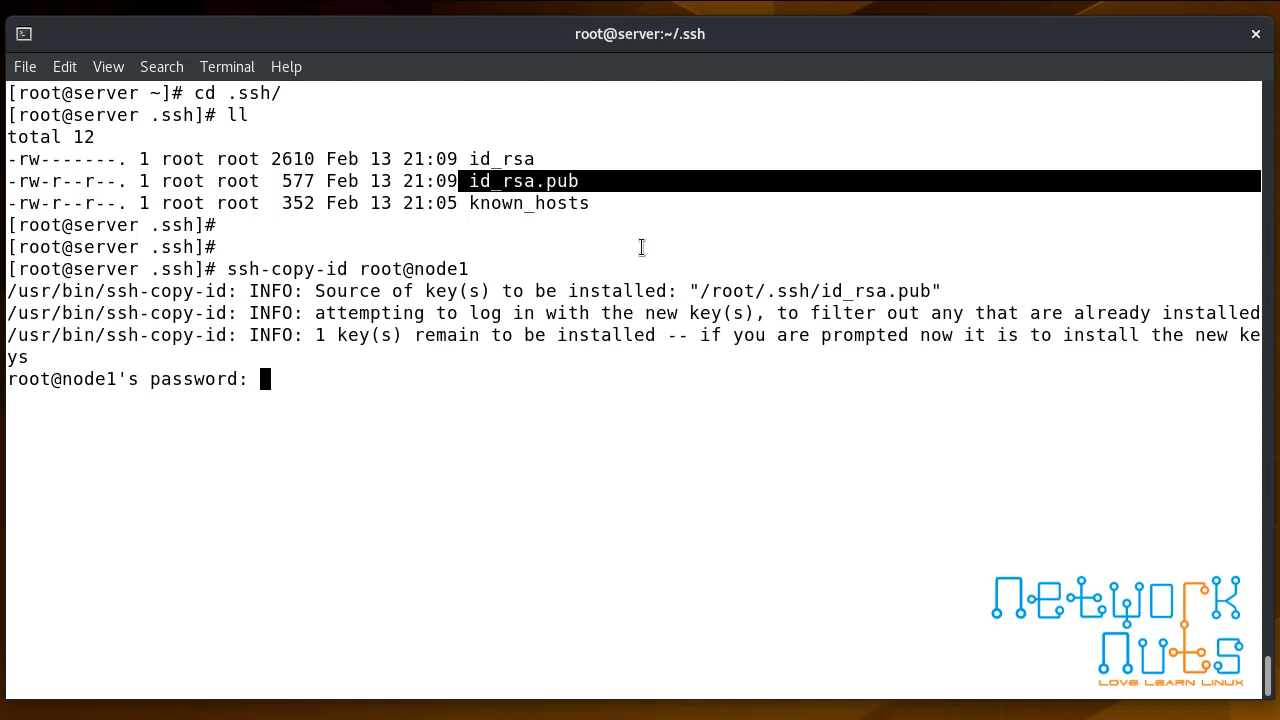 root@server:~/.ssh
File Edit View Search Terminal Help
[root@server ~]# cd .ssh/
[root@server .ssh]# ll
total 12
-rw-------. 1 root root 2610 Feb 13 21:09 id_rsa
-rw-r--r--. 1 root root  577 Feb 13 21:09 id_rsa.pub
-rw-r--r--. 1 root root  352 Feb 13 21:05 known_hosts
[root@server .ssh]#
[root@server .ssh]#
[root@server .ssh]# ssh-copy-id root@node1
/usr/bin/ssh-copy-id: INFO: Source of key(s) to be installed: "/root/.ssh/id_rsa.pub"
/usr/bin/ssh-copy-id: INFO: attempting to log in with the new key(s), to filter out any that are already installed
/usr/bin/ssh-copy-id: INFO: 1 key(s) remain to be installed -- if you are prompted now it is to install the new ke
ys
root@node1's password:
Network
Nuts
LOVE LEARN LINUX